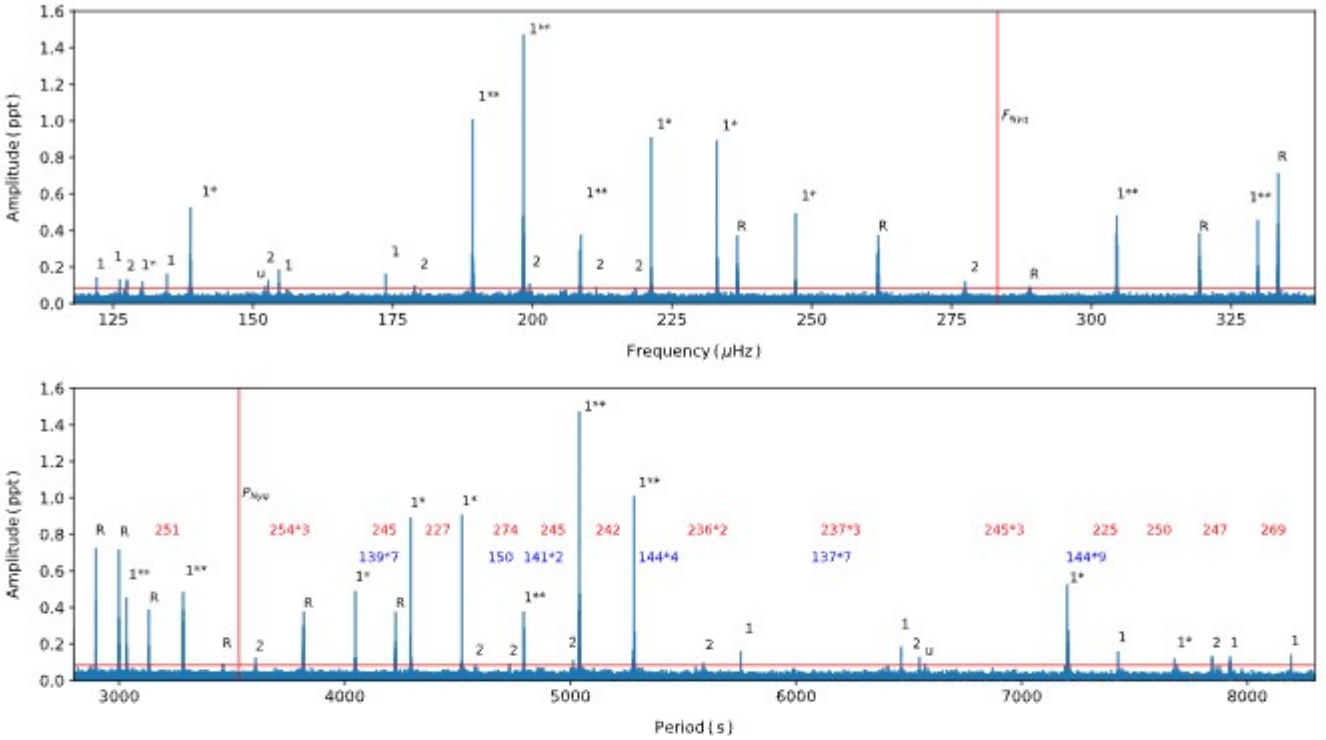 1.6
1.4
1.2
1.0
0.8
0.6
0.4
0.2
0.0
Amplitude (ppt)
1
1
2
1*
1
1*
u
2
1
1
2
1**
1**
2
1**
2
2
1*
1*
R
1*
R
2
F_Nyq
R
1**
R
1**
R
125 150 175 200 225 250 275 300 325
Frequency (μHz)
1.6
1.4
1.2
1.0
0.8
0.6
0.4
0.2
0.0
Amplitude (ppt)
P_Nyq
251 254*3 245 227 274 245 242 236*2 237*3 245*3 225 250 247 269
139*7 150 141*2 144*4 137*7 144*9
R
R
1**
R
1**
R
2
R
1*
R
1*
1*
2
2
1**
2
1**
1**
2
1
1
2
u
1*
1
1*
2
1
1
3000 4000 5000 6000 7000 8000
Period (s)